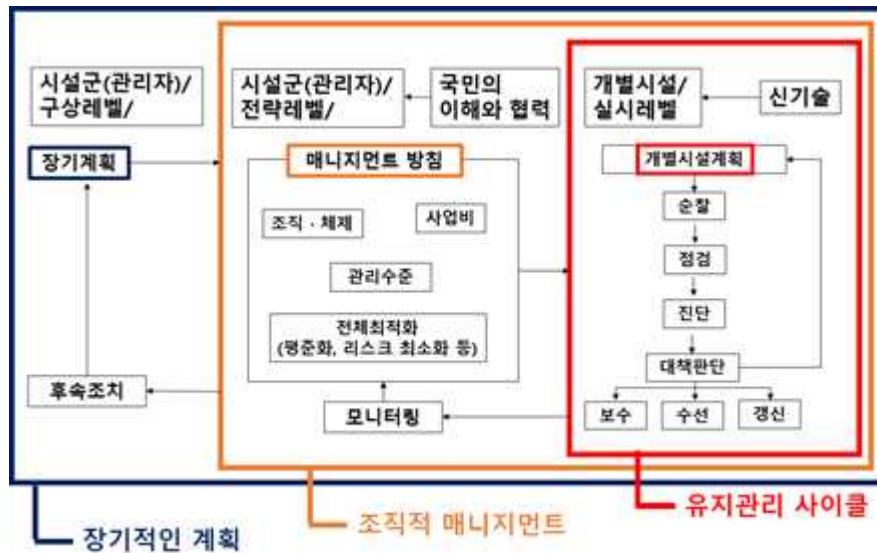 시설군(관리자)/
구상레벨/
장기계획
후속조치
시설군(관리자)/
전략레벨/
국민의
이해와 협력
매니지먼트 방침
조직 · 체제
사업비
관리수준
전체최적화
(평준화, 리스크 최소화 등)
모니터링
개별시설/
실시레벨
신기술
개별시설계획
순찰
점검
진단
대책판단
보수
수선
갱신
장기적인 계획
조직적 매니지먼트
유지관리 사이클